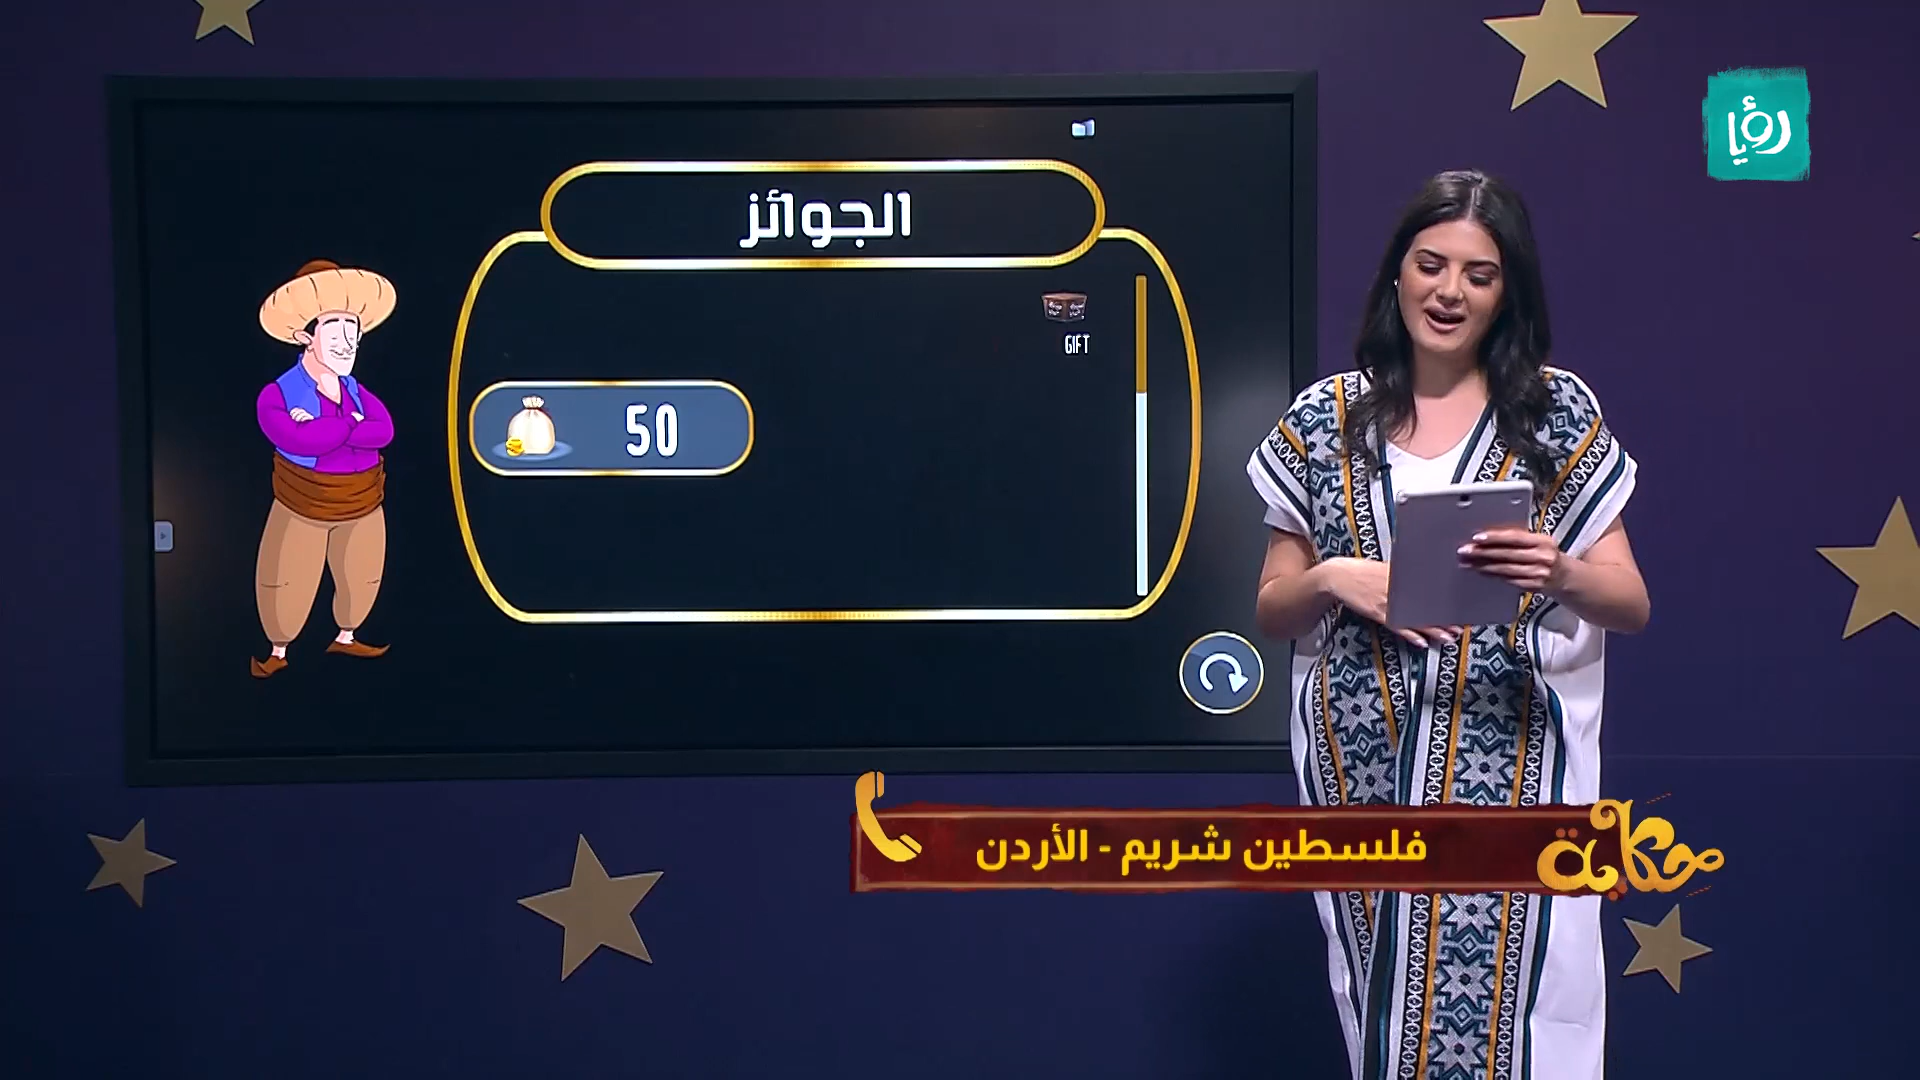 رؤيا
الجوائز
GIFT
50
حكاية
فلسطين شريم - الأردن